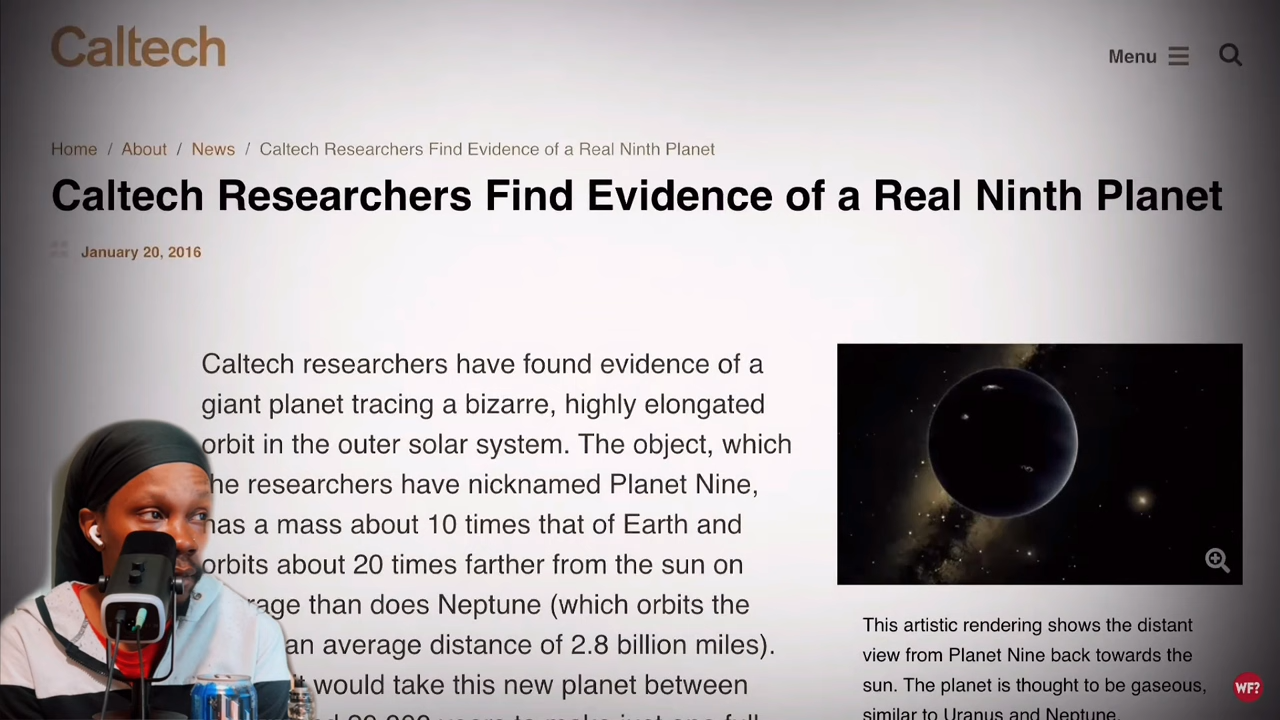 Caltech
Menu
Home / About / News / Caltech Researchers Find Evidence of a Real Ninth Planet
Caltech Researchers Find Evidence of a Real Ninth Planet
January 20, 2016
Caltech researchers have found evidence of a
giant planet tracing a bizarre, highly elongated
orbit in the outer solar system. The object, which
researchers have nicknamed Planet Nine,
has a mass about 10 times that of Earth and
orbits about 20 times farther from the sun on
than does Neptune (which orbits the
an average distance of 2.8 billion miles).
would take this new planet between
years to make just one full
This artistic rendering shows the distant
view from Planet Nine back towards the
sun. The planet is thought to be gaseous,
similar to Uranus and Neptune.
WF?